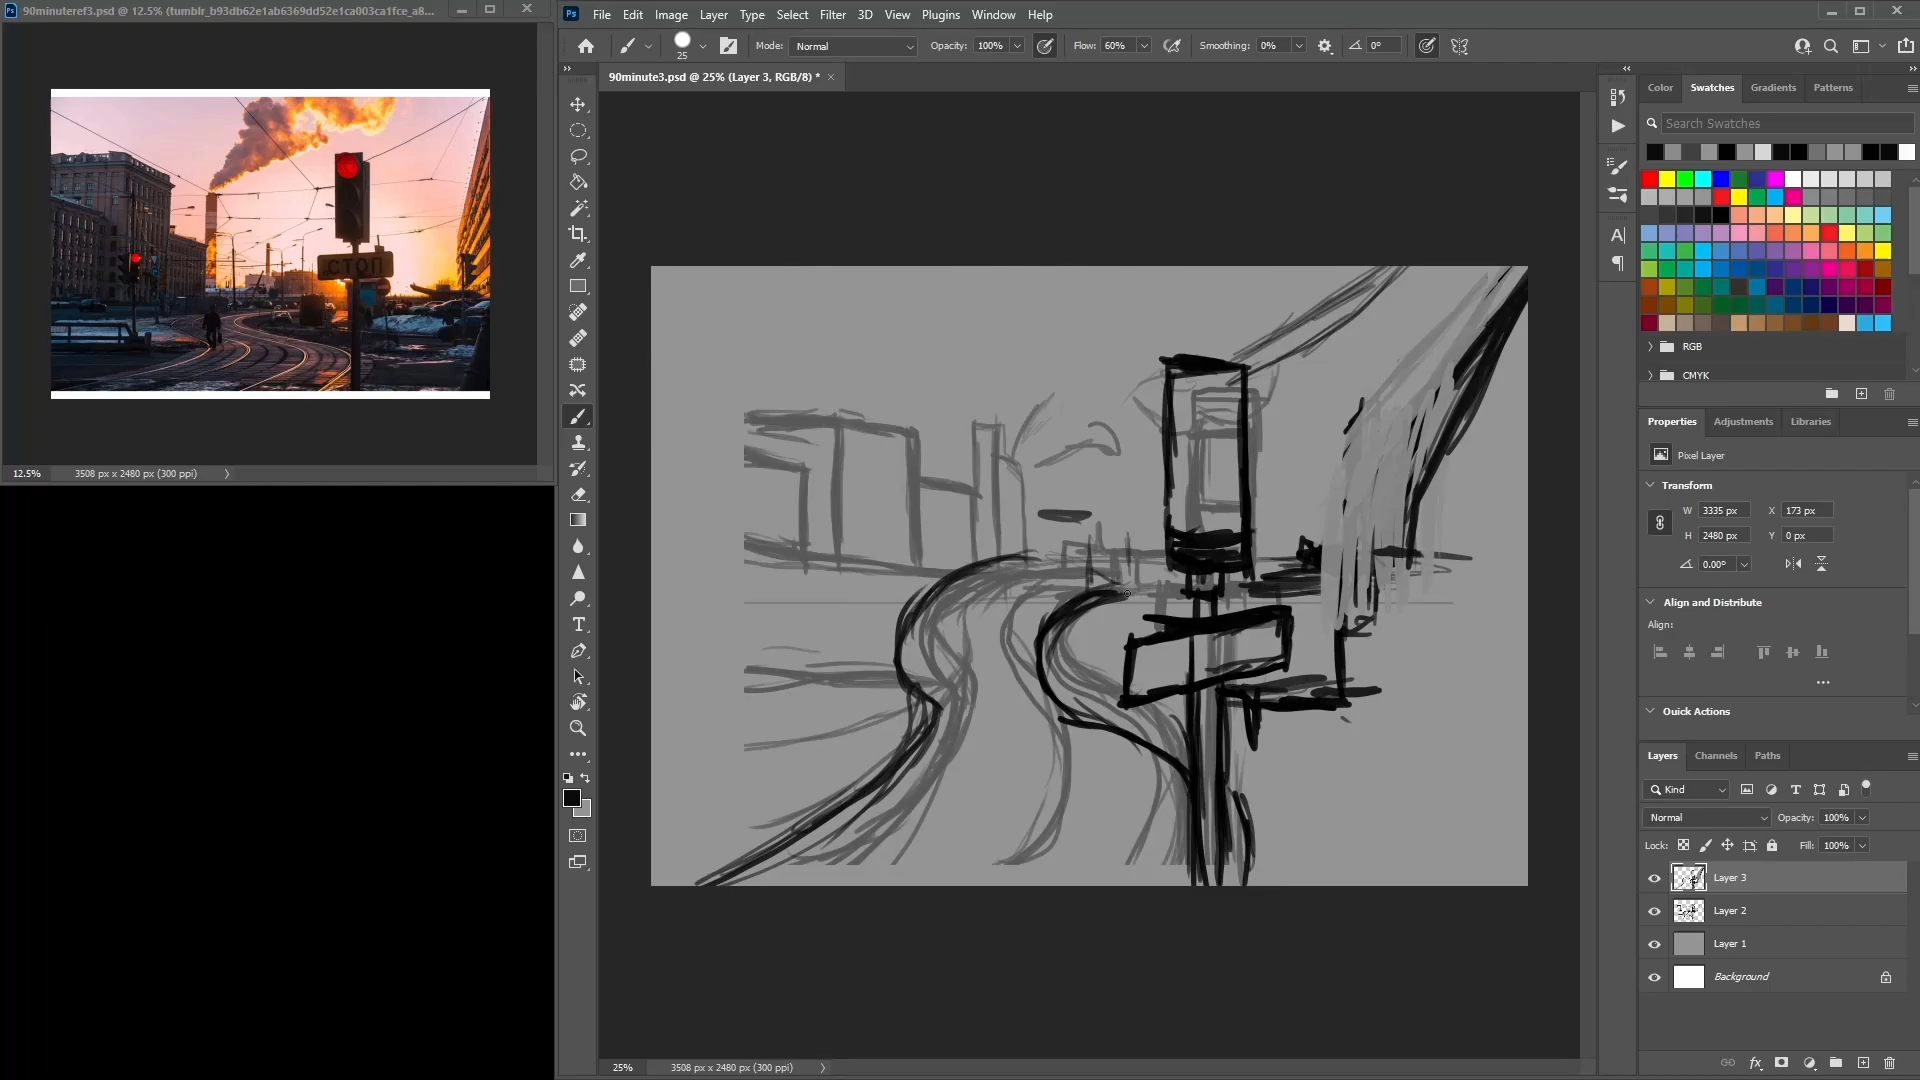 90minuteref3.psd @ 12.5% (tumblr_b93db62e1ab6369dd52e1ca003ca1fce_a8...
СТОП
12.5%
3508 px x 2480 px (300 ppi)
Ps
File Edit Image Layer Type Select Filter 3D View Plugins Window Help
25
Mode: Normal
Opacity: 100%
Flow: 60%
Smoothing: 0%
0°
90minute3.psd @ 25% (Layer 3, RGB/8) *
25%
3508 px x 2480 px (300 ppi)
Color Swatches Gradients Patterns
Search Swatches
RGB
CMYK
Properties Adjustments Libraries
Pixel Layer
Transform
W 3335 px X 173 px
H 2480 px Y 0 px
0.00°
Align and Distribute
Align:
Quick Actions
Layers Channels Paths
Kind
Normal Opacity: 100%
Lock: Fill: 100%
Layer 3
Layer 2
Layer 1
Background